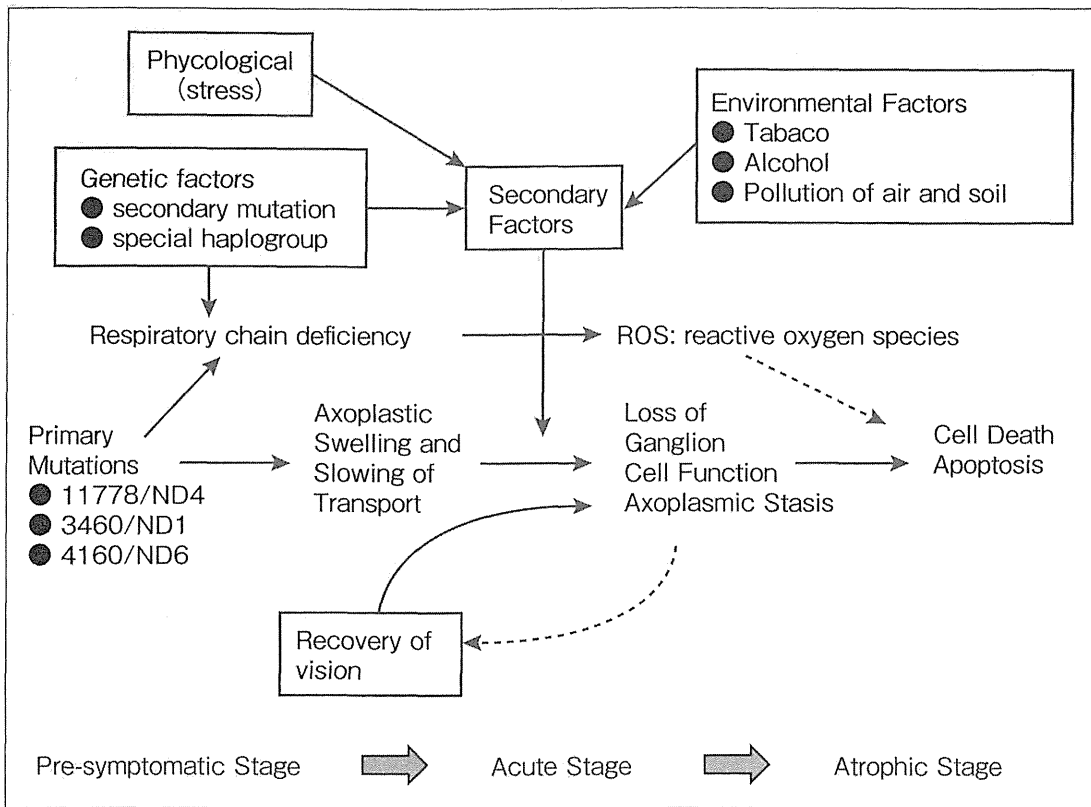 Phycological
(stress)
Environmental Factors
● Tabaco
● Alcohol
● Pollution of air and soil
Genetic factors
● secondary mutation
● special haplogroup
Secondary
Factors
Respiratory chain deficiency
ROS: reactive oxygen species
Primary
Mutations
● 11778/ND4
● 3460/ND1
● 4160/ND6
Axoplastic
Swelling and
Slowing of
Transport
Loss of
Ganglion
Cell Function
Axoplasmic Stasis
Cell Death
Apoptosis
Recovery of
vision
Pre-symptomatic Stage
Acute Stage
Atrophic Stage